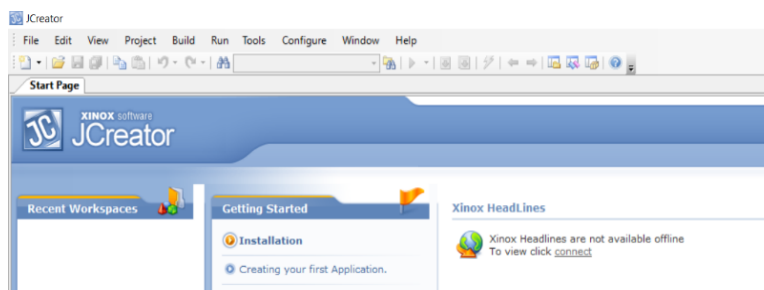 JCreator
File Edit View Project Build Run Tools Configure Window Help
Start Page
JC
XINOX software
JCreator
Recent Workspaces
Getting Started
Installation
Creating your first Application.
Xinox HeadLines
Xinox Headlines are not available offline
To view click connect